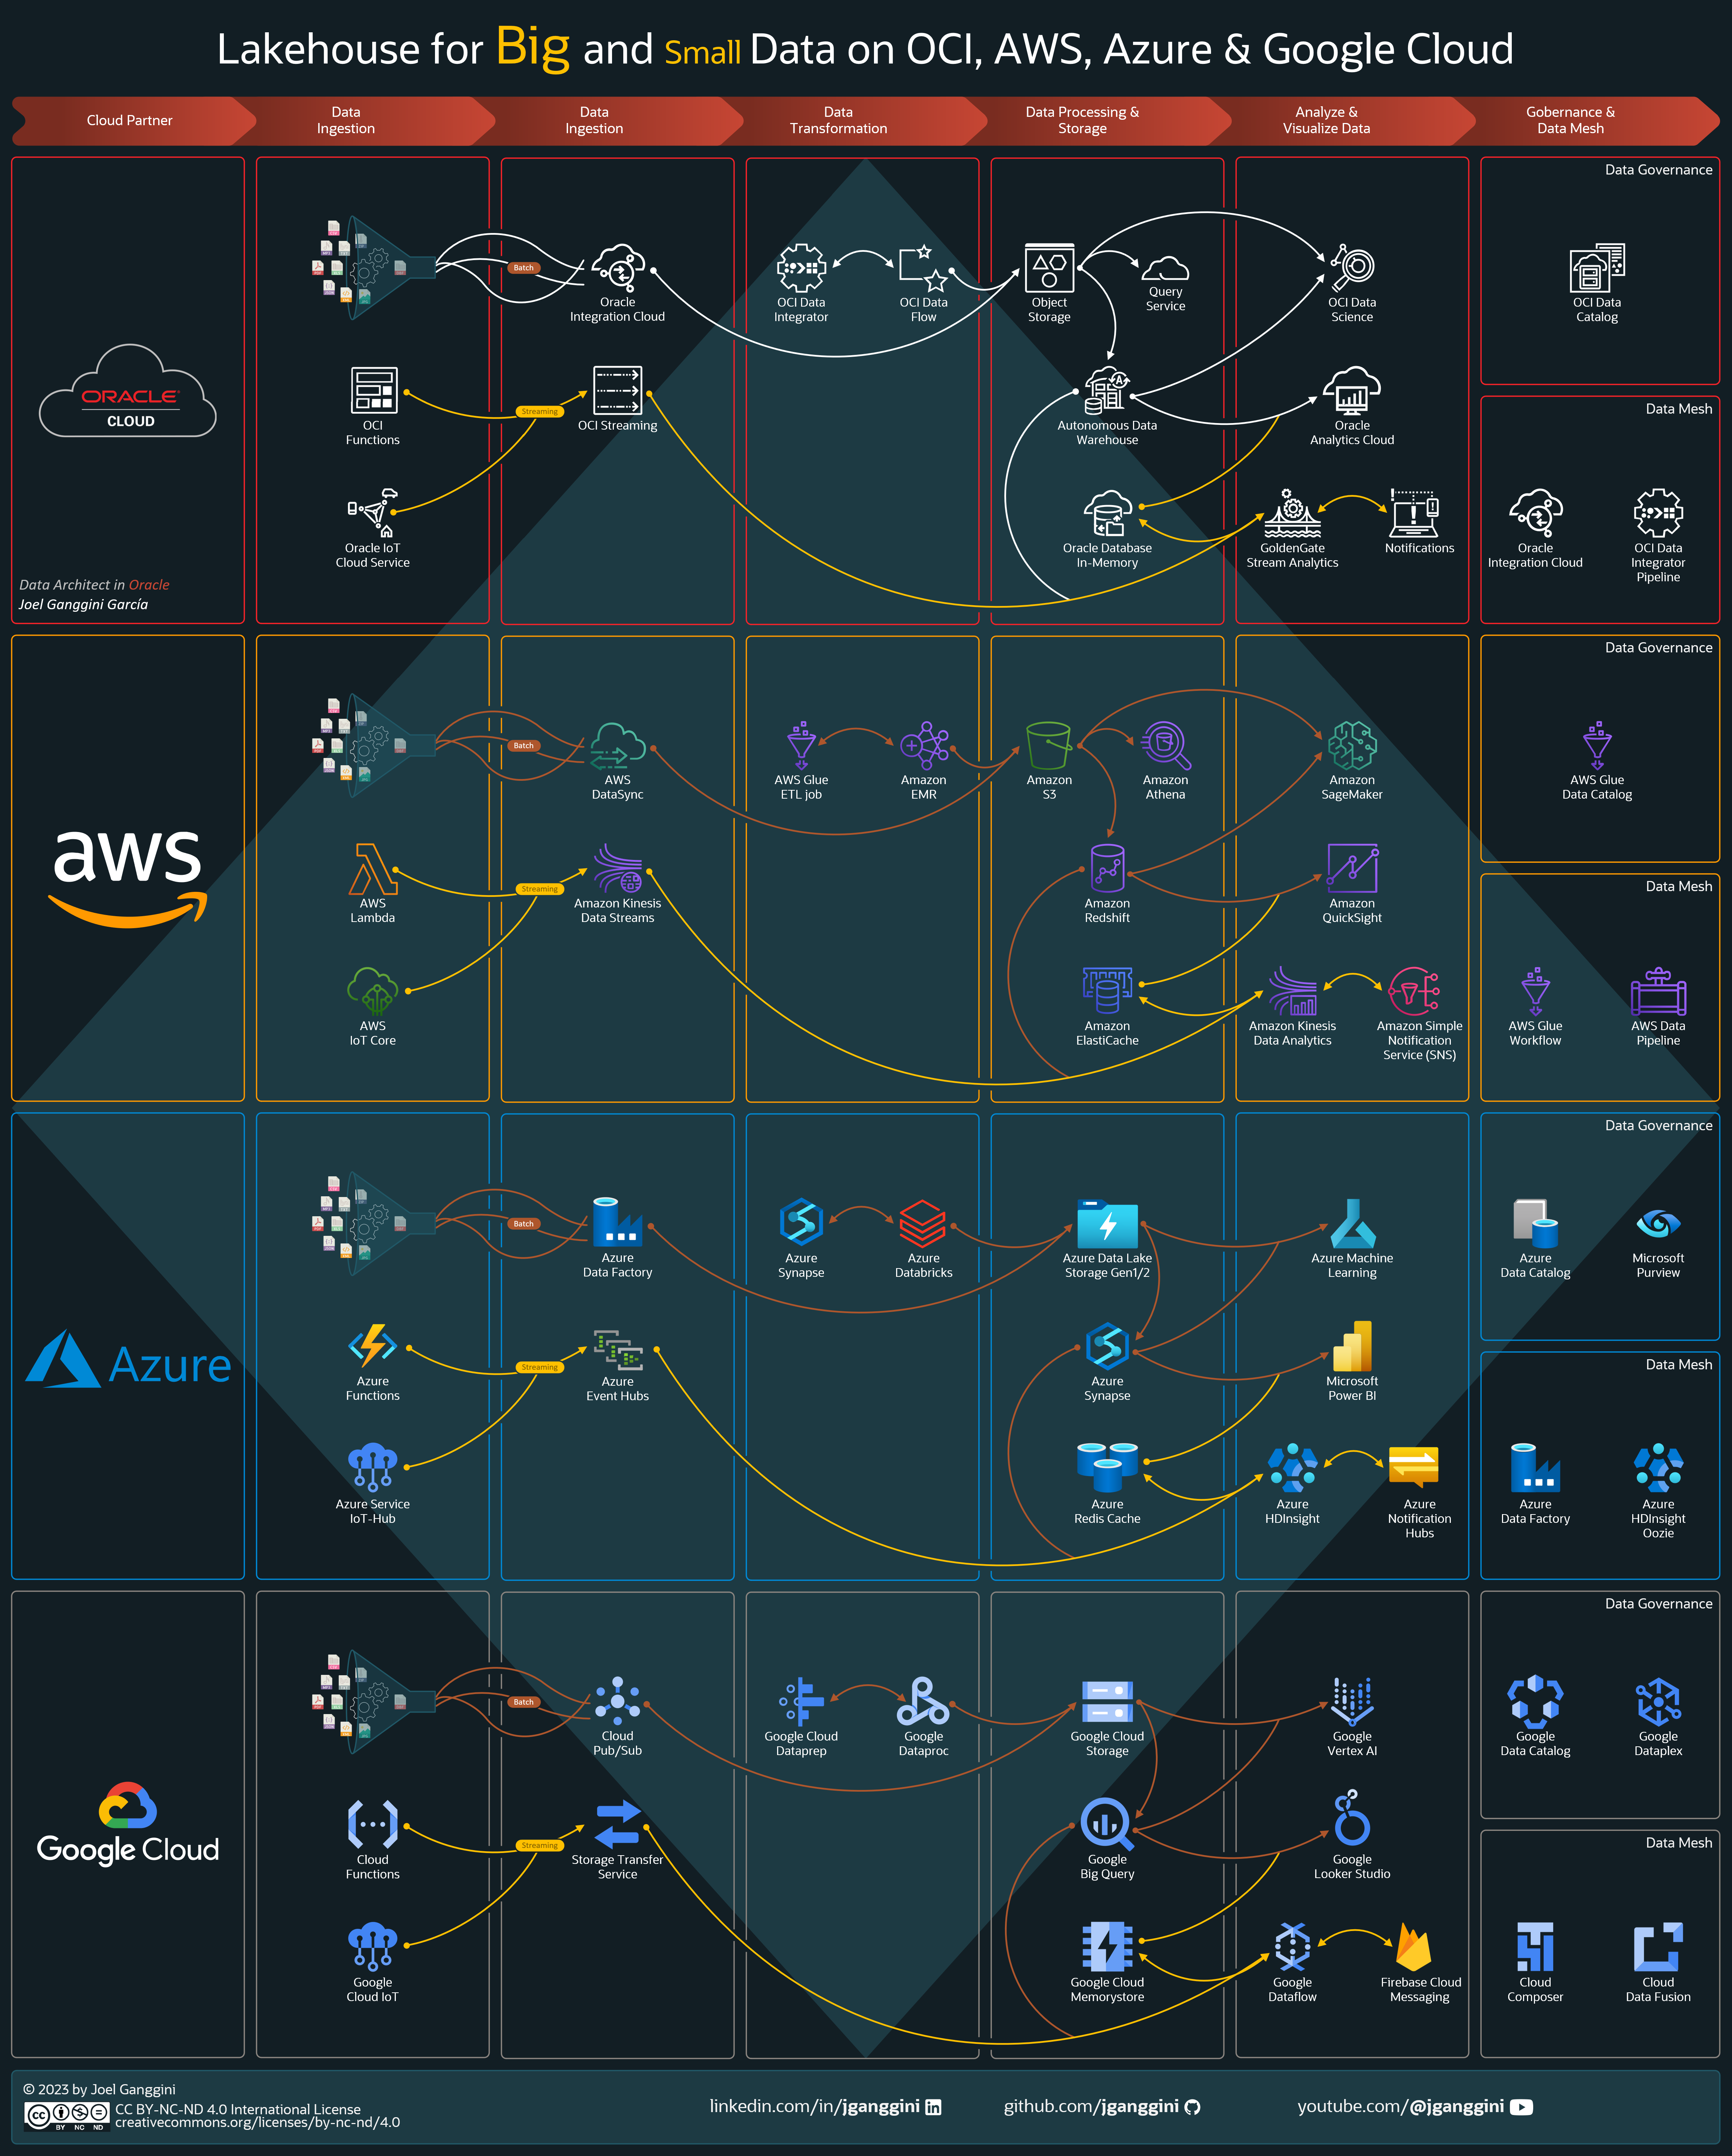 Lakehouse for Big and Small Data on OCI, AWS, Azure & Google Cloud
Cloud Partner
Data
Ingestion
Data
Ingestion
Data
Transformation
Data Processing &
Storage
Analyze &
Visualize Data
Gobernance &
Data Mesh
ORACLE
CLOUD
Data Architect in Oracle
Joel Ganggini García
Batch
Oracle
Integration Cloud
OCI Data
Integrator
OCI Data
Flow
Object
Storage
Query
Service
OCI Data
Science
OCI
Functions
Streaming
OCI Streaming
Autonomous Data
Warehouse
Oracle
Analytics Cloud
Oracle IoT
Cloud Service
Oracle Database
In-Memory
GoldenGate
Stream Analytics
Notifications
Data Governance
OCI Data
Catalog
Data Mesh
Oracle
Integration Cloud
OCI Data
Integrator
Pipeline
aws
Batch
AWS
DataSync
AWS Glue
ETL job
Amazon
EMR
Amazon
S3
Amazon
Athena
Amazon
SageMaker
AWS
Lambda
Streaming
Amazon Kinesis
Data Streams
Amazon
Redshift
Amazon
QuickSight
AWS
IoT Core
Amazon
ElastiCache
Amazon Kinesis
Data Analytics
Amazon Simple
Notification
Service (SNS)
Data Governance
AWS Glue
Data Catalog
Data Mesh
AWS Glue
Workflow
AWS Data
Pipeline
Azure
Batch
Azure
Data Factory
Azure
Synapse
Azure
Databricks
Azure Data Lake
Storage Gen1/2
Azure Machine
Learning
Azure
Functions
Streaming
Azure
Event Hubs
Azure
Synapse
Microsoft
Power BI
Azure Service
IoT-Hub
Azure
Redis Cache
Azure
HDInsight
Azure
Notification
Hubs
Data Governance
Azure
Data Catalog
Microsoft
Purview
Data Mesh
Azure
Data Factory
Azure
HDInsight
Oozie
Google Cloud
Batch
Cloud
Pub/Sub
Google Cloud
Dataprep
Google
Dataproc
Google Cloud
Storage
Google
Vertex AI
Cloud
Functions
Streaming
Storage Transfer
Service
Google
Big Query
Google
Looker Studio
Google
Cloud IoT
Google Cloud
Memorystore
Google
Dataflow
Firebase Cloud
Messaging
Data Governance
Google
Data Catalog
Google
Dataplex
Data Mesh
Cloud
Composer
Cloud
Data Fusion
© 2023 by Joel Ganggini
cc BY NC ND
CC BY-NC-ND 4.0 International License
creativecommons.org/licenses/by-nc-nd/4.0
linkedin.com/in/jganggini
github.com/jganggini
youtube.com/@jganggini